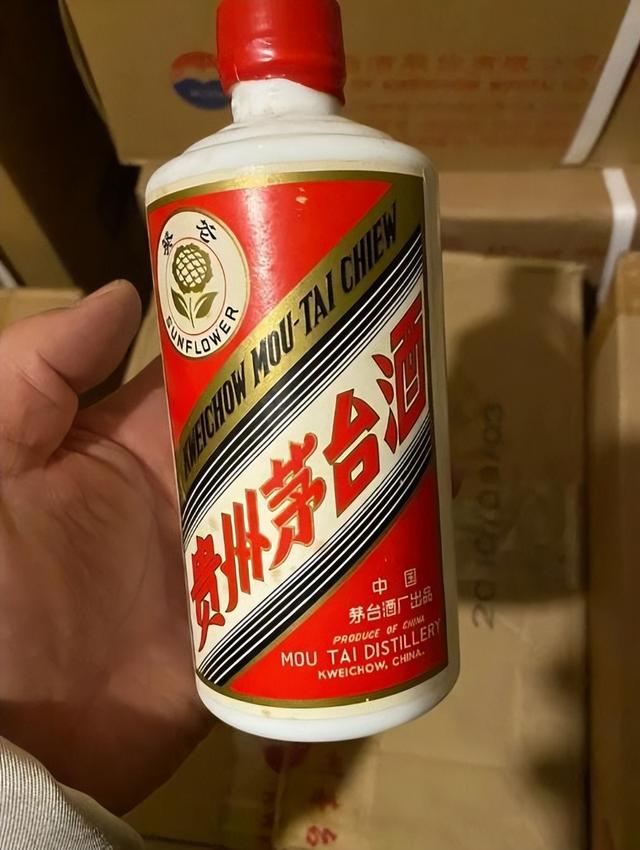 葵花
SUNFLOWER
KWEICHOW MOU-TAI CHIEW
贵州茅台酒
中国
茅台酒厂出品
PRODUCE OF CHINA
MOU TAI DISTILLERY
KWEICHOW, CHINA.